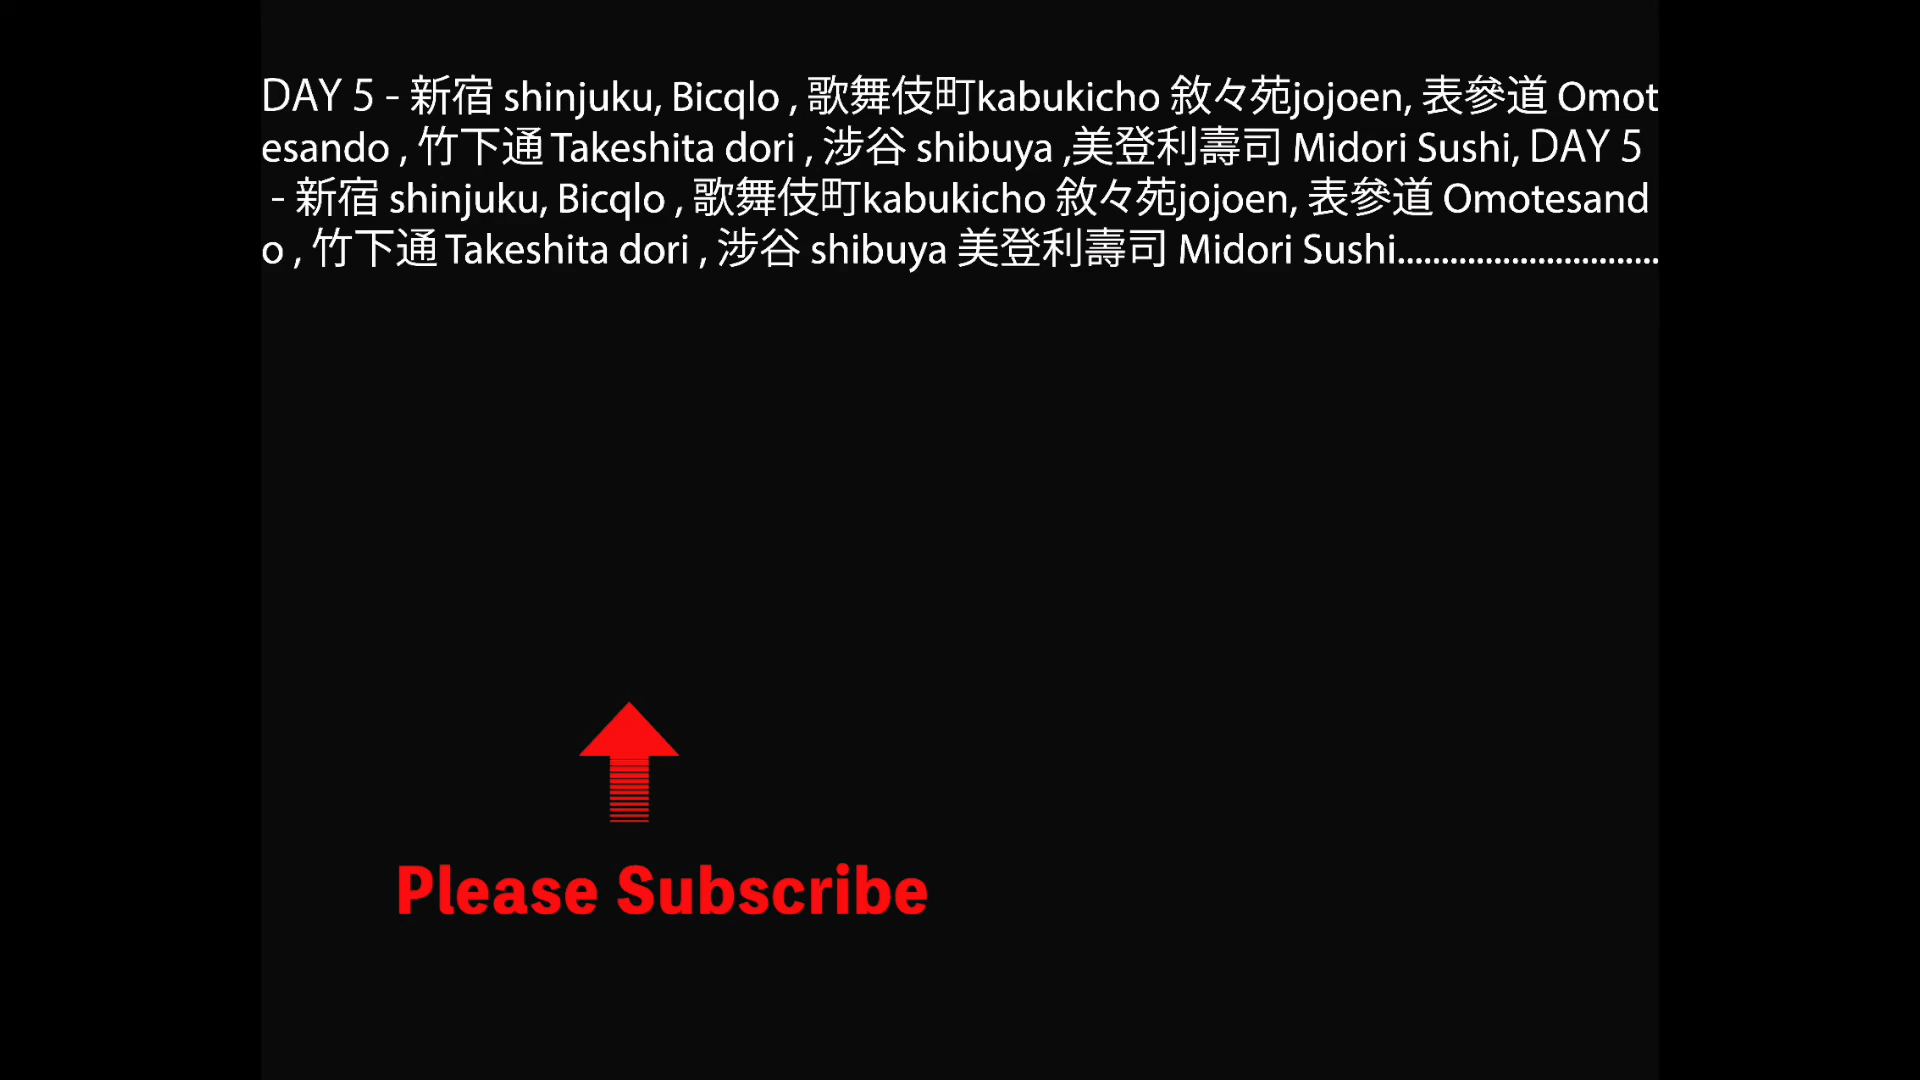 DAY 5 - 新宿 shinjuku, Bicqlo , 歌舞伎町kabukicho 敘々苑jojoen, 表參道 Omot
esando , 竹下通 Takeshita dori , 涉谷 shibuya ,美登利壽司 Midori Sushi, DAY 5
- 新宿 shinjuku, Bicqlo , 歌舞伎町kabukicho 敘々苑jojoen, 表參道 Omotesand
o , 竹下通 Takeshita dori , 涉谷 shibuya 美登利壽司 Midori Sushi..............................
Please Subscribe